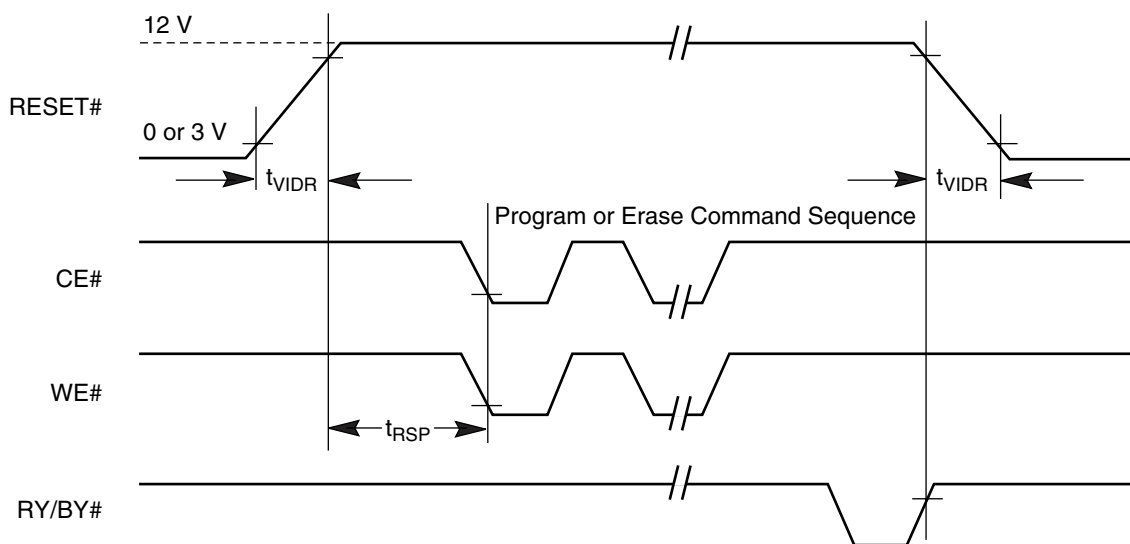 12 V
RESET#
0 or 3 V
tVIDR
tVIDR
Program or Erase Command Sequence
CE#
WE#
tRSP
RY/BY#